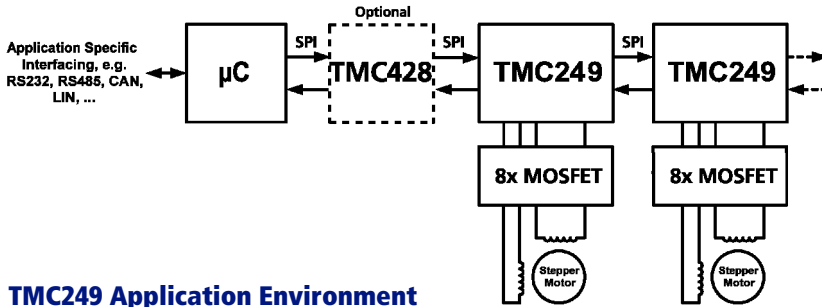 Optional
Application Specific
Interfacing, e.g.
RS232, RS485, CAN,
LIN, ...
µC
SPI
TMC428
SPI
TMC249
SPI
TMC249
8x MOSFET
8x MOSFET
Stepper
Motor
Stepper
Motor
TMC249 Application Environment